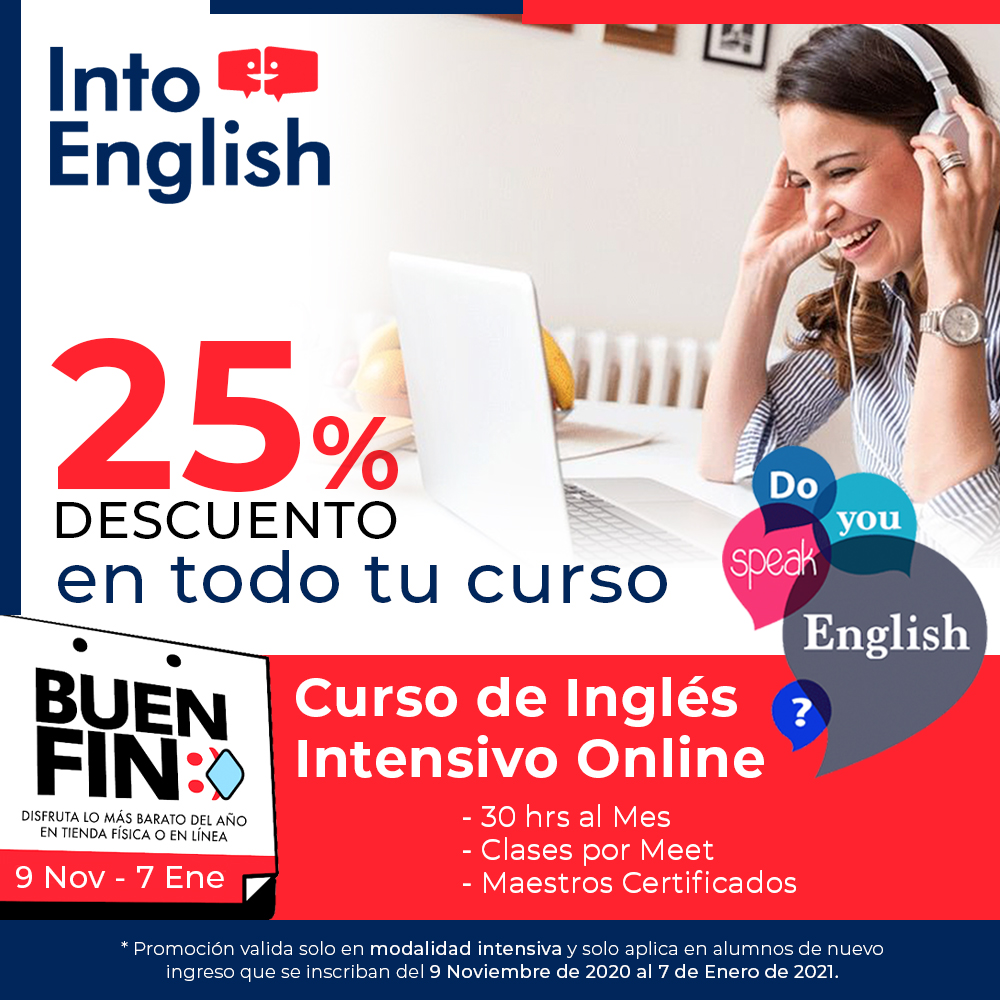 Into
English
25%
DESCUENTO
en todo tu curso
Do
you
speak
English
?
BUEN
FIN
DISFRUTA LO MÁS BARATO DEL AÑO
EN TIENDA FÍSICA O EN LÍNEA
9 Nov - 7 Ene
Curso de Inglés
Intensivo Online
- 30 hrs al Mes
- Clases por Meet
- Maestros Certificados
* Promoción valida solo en modalidad intensiva y solo aplica en alumnos de nuevo
ingreso que se inscriban del 9 Noviembre de 2020 al 7 de Enero de 2021.